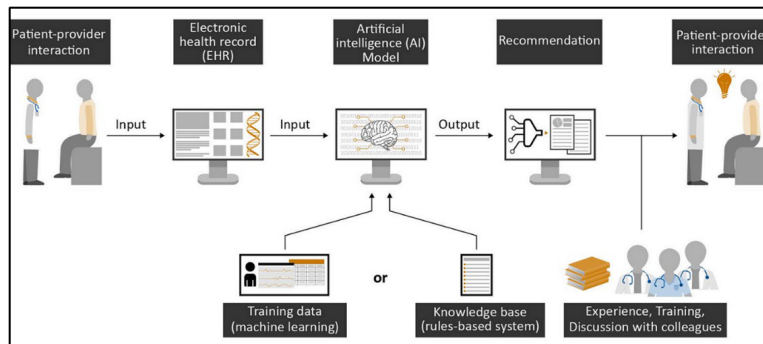 Patient-provider
interaction
Electronic
health record
(EHR)
Artificial
intelligence (AI)
Model
Recommendation
Patient-provider
interaction
Input
Input
Output
or
Training data
(machine learning)
Knowledge base
(rules-based system)
Experience, Training,
Discussion with colleagues